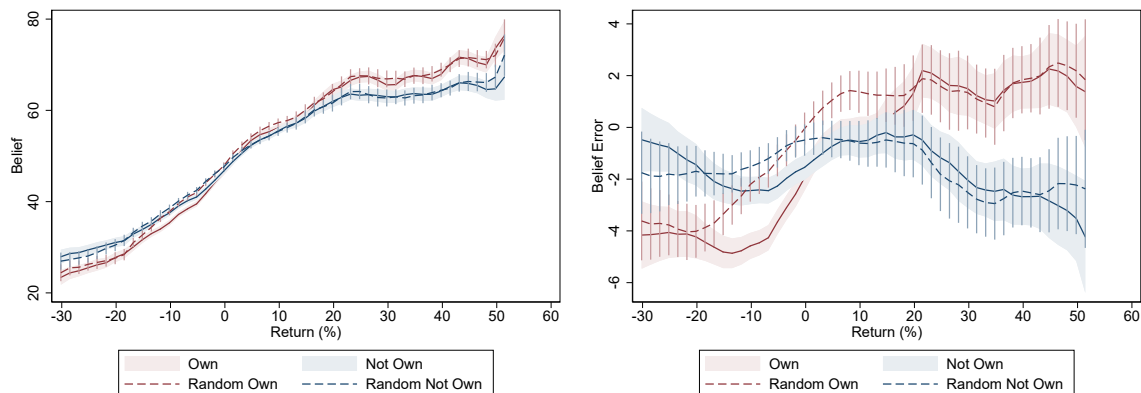 80
60
40
20
Belief
-30 -20 -10 0 10 20 30 40 50 60
Return (%)
Own Not Own
Random Own Random Not Own
4
2
0
-2
-4
-6
Belief Error
-30 -20 -10 0 10 20 30 40 50 60
Return (%)
Own Not Own
Random Own Random Not Own